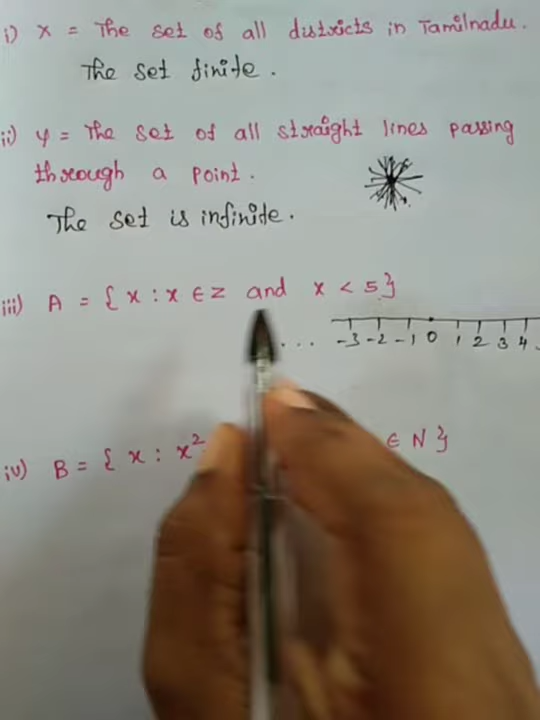 i) X = The set of all districts in Tamilnadu.
The set finite.
ii) Y = The set of all straight lines passing
through a point.
The set is infinite.
iii) A = { x : x ∈ Z and x < 5 }
... -3 -2 -1 0 1 2 3 4
iv) B = { x : x² ∈ N }